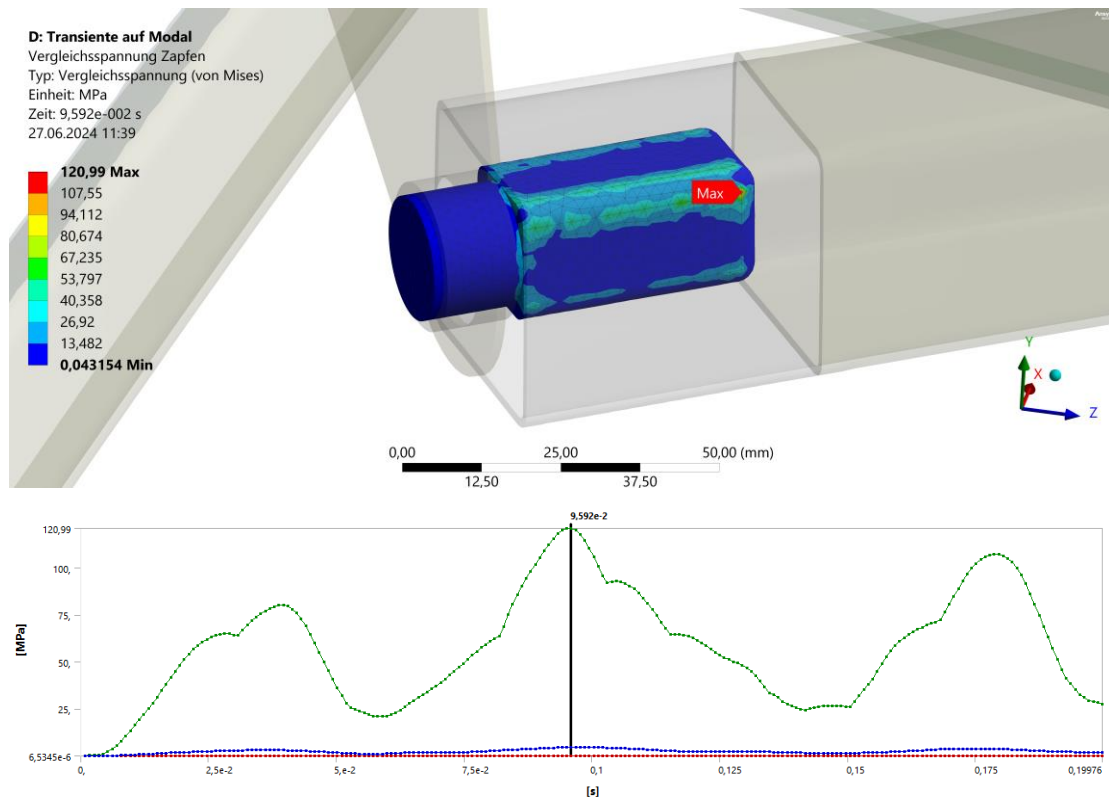 D: Transiente auf Modal
Vergleichsspannung Zapfen
Typ: Vergleichsspannung (von Mises)
Einheit: MPa
Zeit: 9,592e-002 s
27.06.2024 11:39
120,99 Max
107,55
94,112
80,674
67,235
53,797
40,358
26,92
13,482
0,043154 Min
Max
Y
X
Z
0,00 25,00 50,00 (mm)
12,50 37,50
9,592e-2
120,99
100,
75,
50,
25,
6,5345e-6
[MPa]
0, 2,5e-2 5,e-2 7,5e-2 0,1 0,125 0,15 0,175 0,19976
[s]